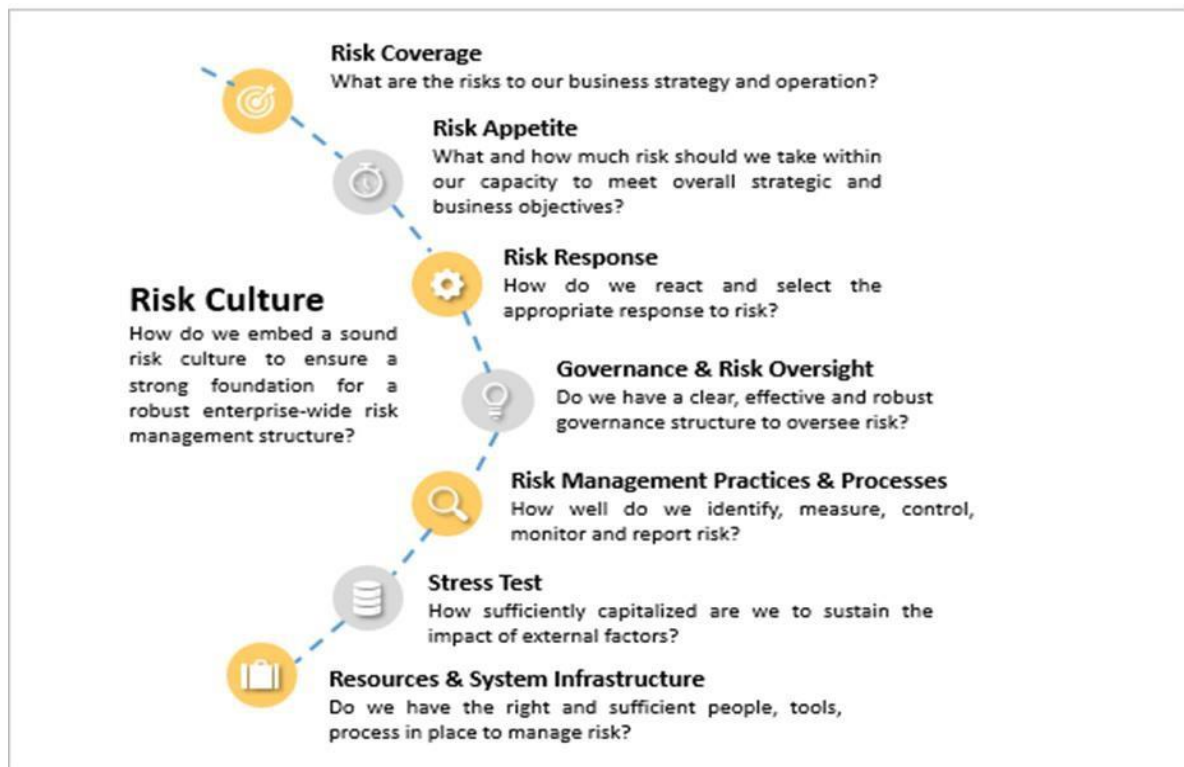 Risk Coverage
What are the risks to our business strategy and operation?
Risk Appetite
What and how much risk should we take within
our capacity to meet overall strategic and
business objectives?
Risk Response
How do we react and select the
appropriate response to risk?
Risk Culture
How do we embed a sound
risk culture to ensure a
strong foundation for a
robust enterprise-wide risk
management structure?
Governance & Risk Oversight
Do we have a clear, effective and robust
governance structure to oversee risk?
Risk Management Practices & Processes
How well do we identify, measure, control,
monitor and report risk?
Stress Test
How sufficiently capitalized are we to sustain the
impact of external factors?
Resources & System Infrastructure
Do we have the right and sufficient people, tools,
process in place to manage risk?